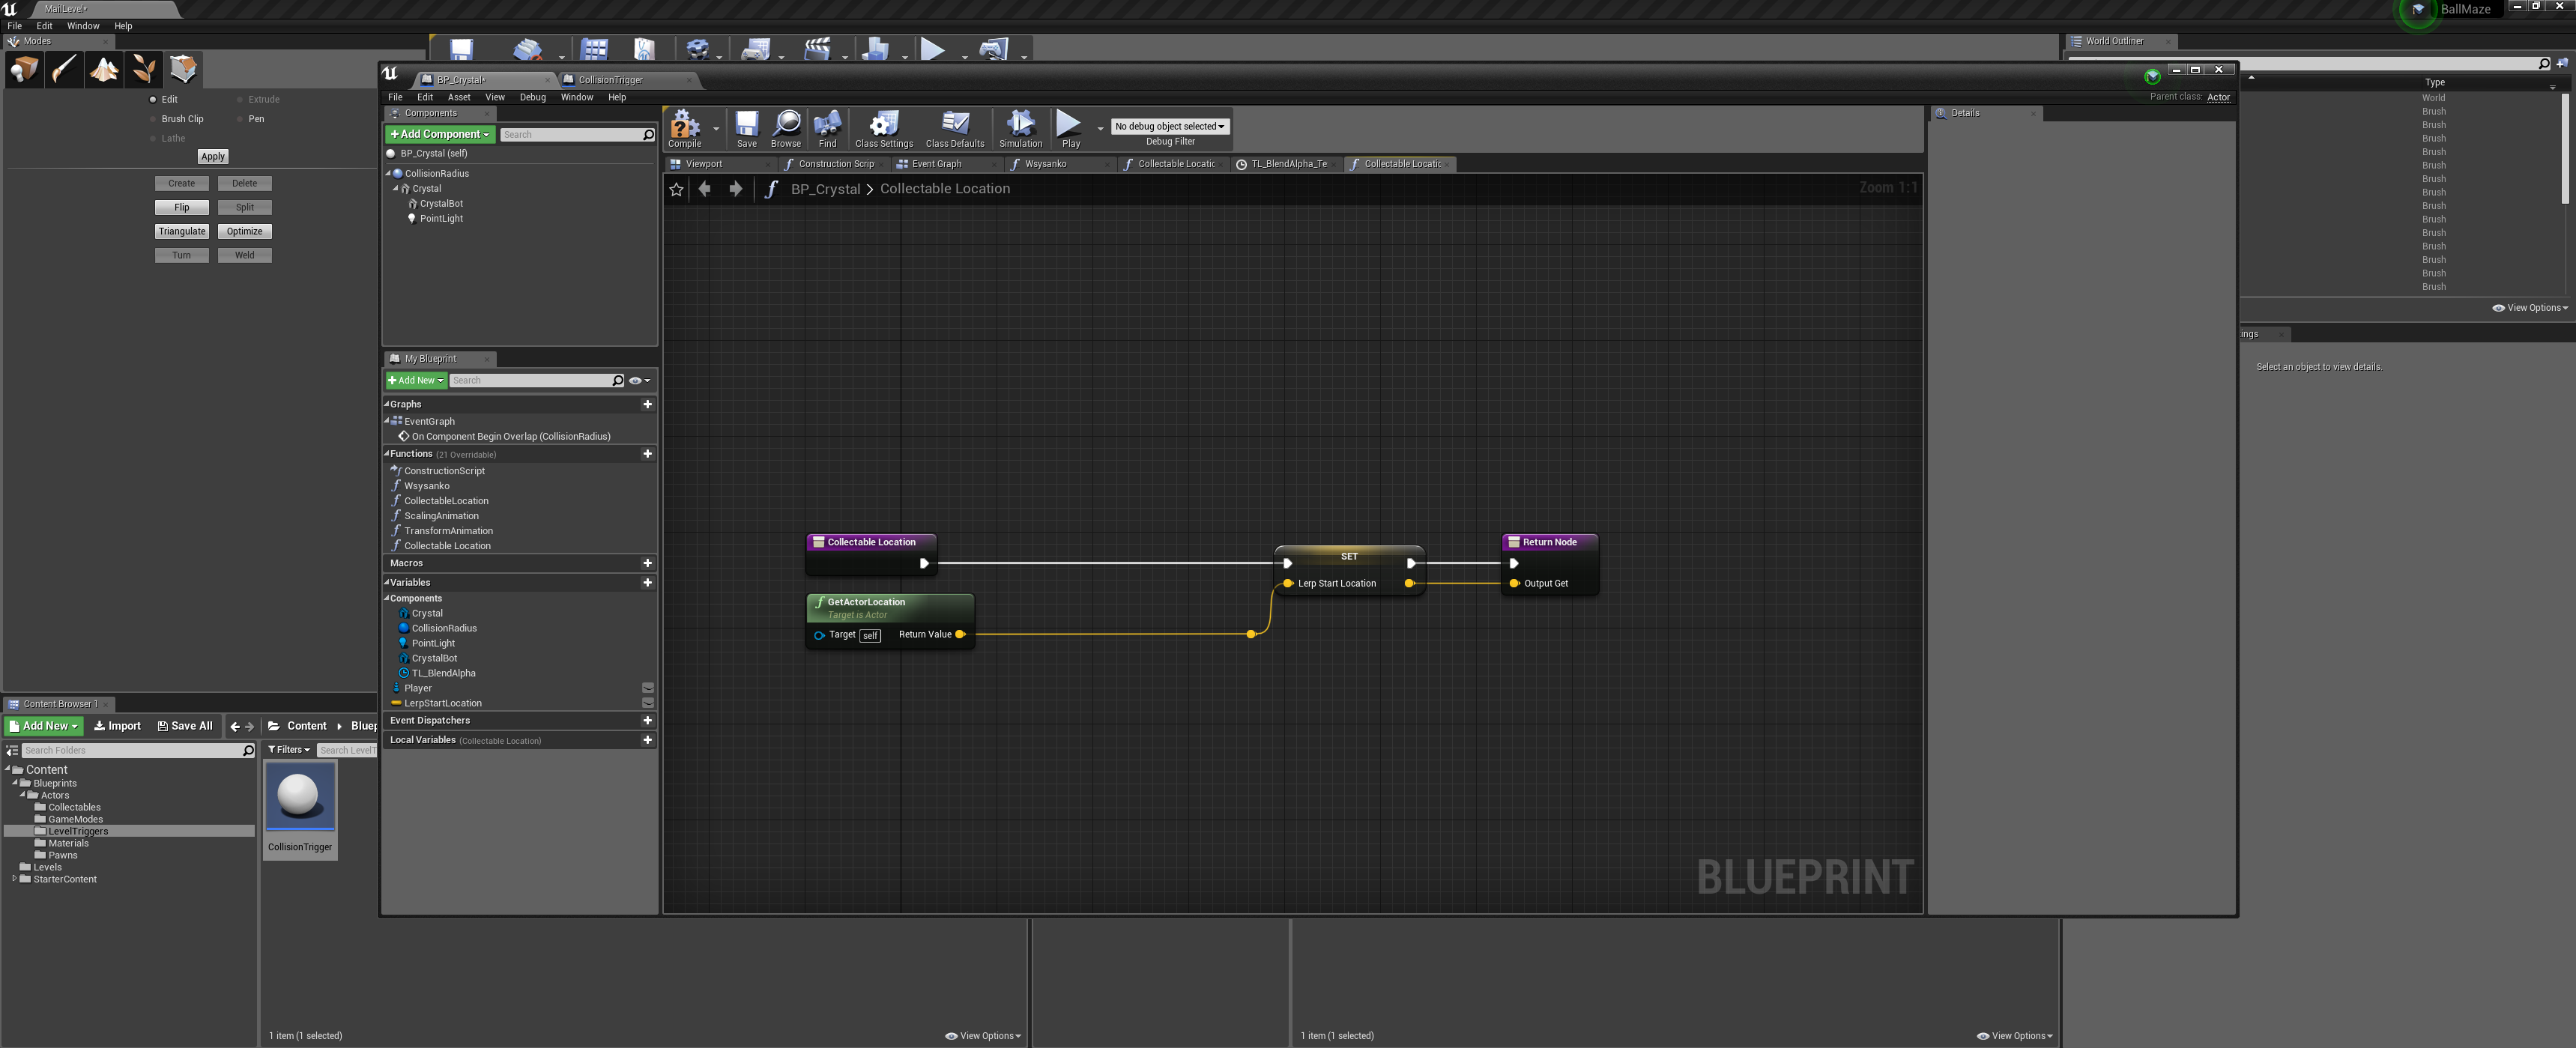 MailLevel*
BallMaze
File Edit Window Help
Modes
Edit
Extrude
Brush Clip
Pen
Lathe
Apply
Create
Delete
Flip
Split
Triangulate
Optimize
Turn
Weld
BP_Crystal*
CollisionTrigger
File Edit Asset View Debug Window Help
Parent class: Actor
Components
+Add Component
Search
BP_Crystal (self)
CollisionRadius
Crystal
CrystalBot
PointLight
Compile
Save
Browse
Find
Class Settings
Class Defaults
Simulation
Play
No debug object selected
Debug Filter
Viewport
Construction Scrip
Event Graph
Wsysanko
Collectable Locatic
TL_BlendAlpha_Te
Collectable Locatic
BP_Crystal > Collectable Location
Zoom 1:1
Collectable Location
GetActorLocation
Target is Actor
Target
self
Return Value
SET
Lerp Start Location
Return Node
Output Get
BLUEPRINT
My Blueprint
+Add New
Search
Graphs
EventGraph
On Component Begin Overlap (CollisionRadius)
Functions (21 Overridable)
ConstructionScript
Wsysanko
CollectableLocation
ScalingAnimation
TransformAnimation
Collectable Location
Macros
Variables
Components
Crystal
CollisionRadius
PointLight
CrystalBot
TL_BlendAlpha
Player
LerpStartLocation
Event Dispatchers
Local Variables (Collectable Location)
Details
World Outliner
Type
World
Brush
Brush
Brush
Brush
Brush
Brush
Brush
Brush
Brush
Brush
Brush
Brush
Brush
Brush
View Options
ings
Select an object to view details.
Content Browser 1
Add New
Import
Save All
Content
Bluep
Search Folders
Filters
Search LevelT
Content
Blueprints
Actors
Collectables
GameModes
LevelTriggers
Materials
Pawns
Levels
StarterContent
CollisionTrigger
1 item (1 selected)
View Options
1 item (1 selected)
View Options